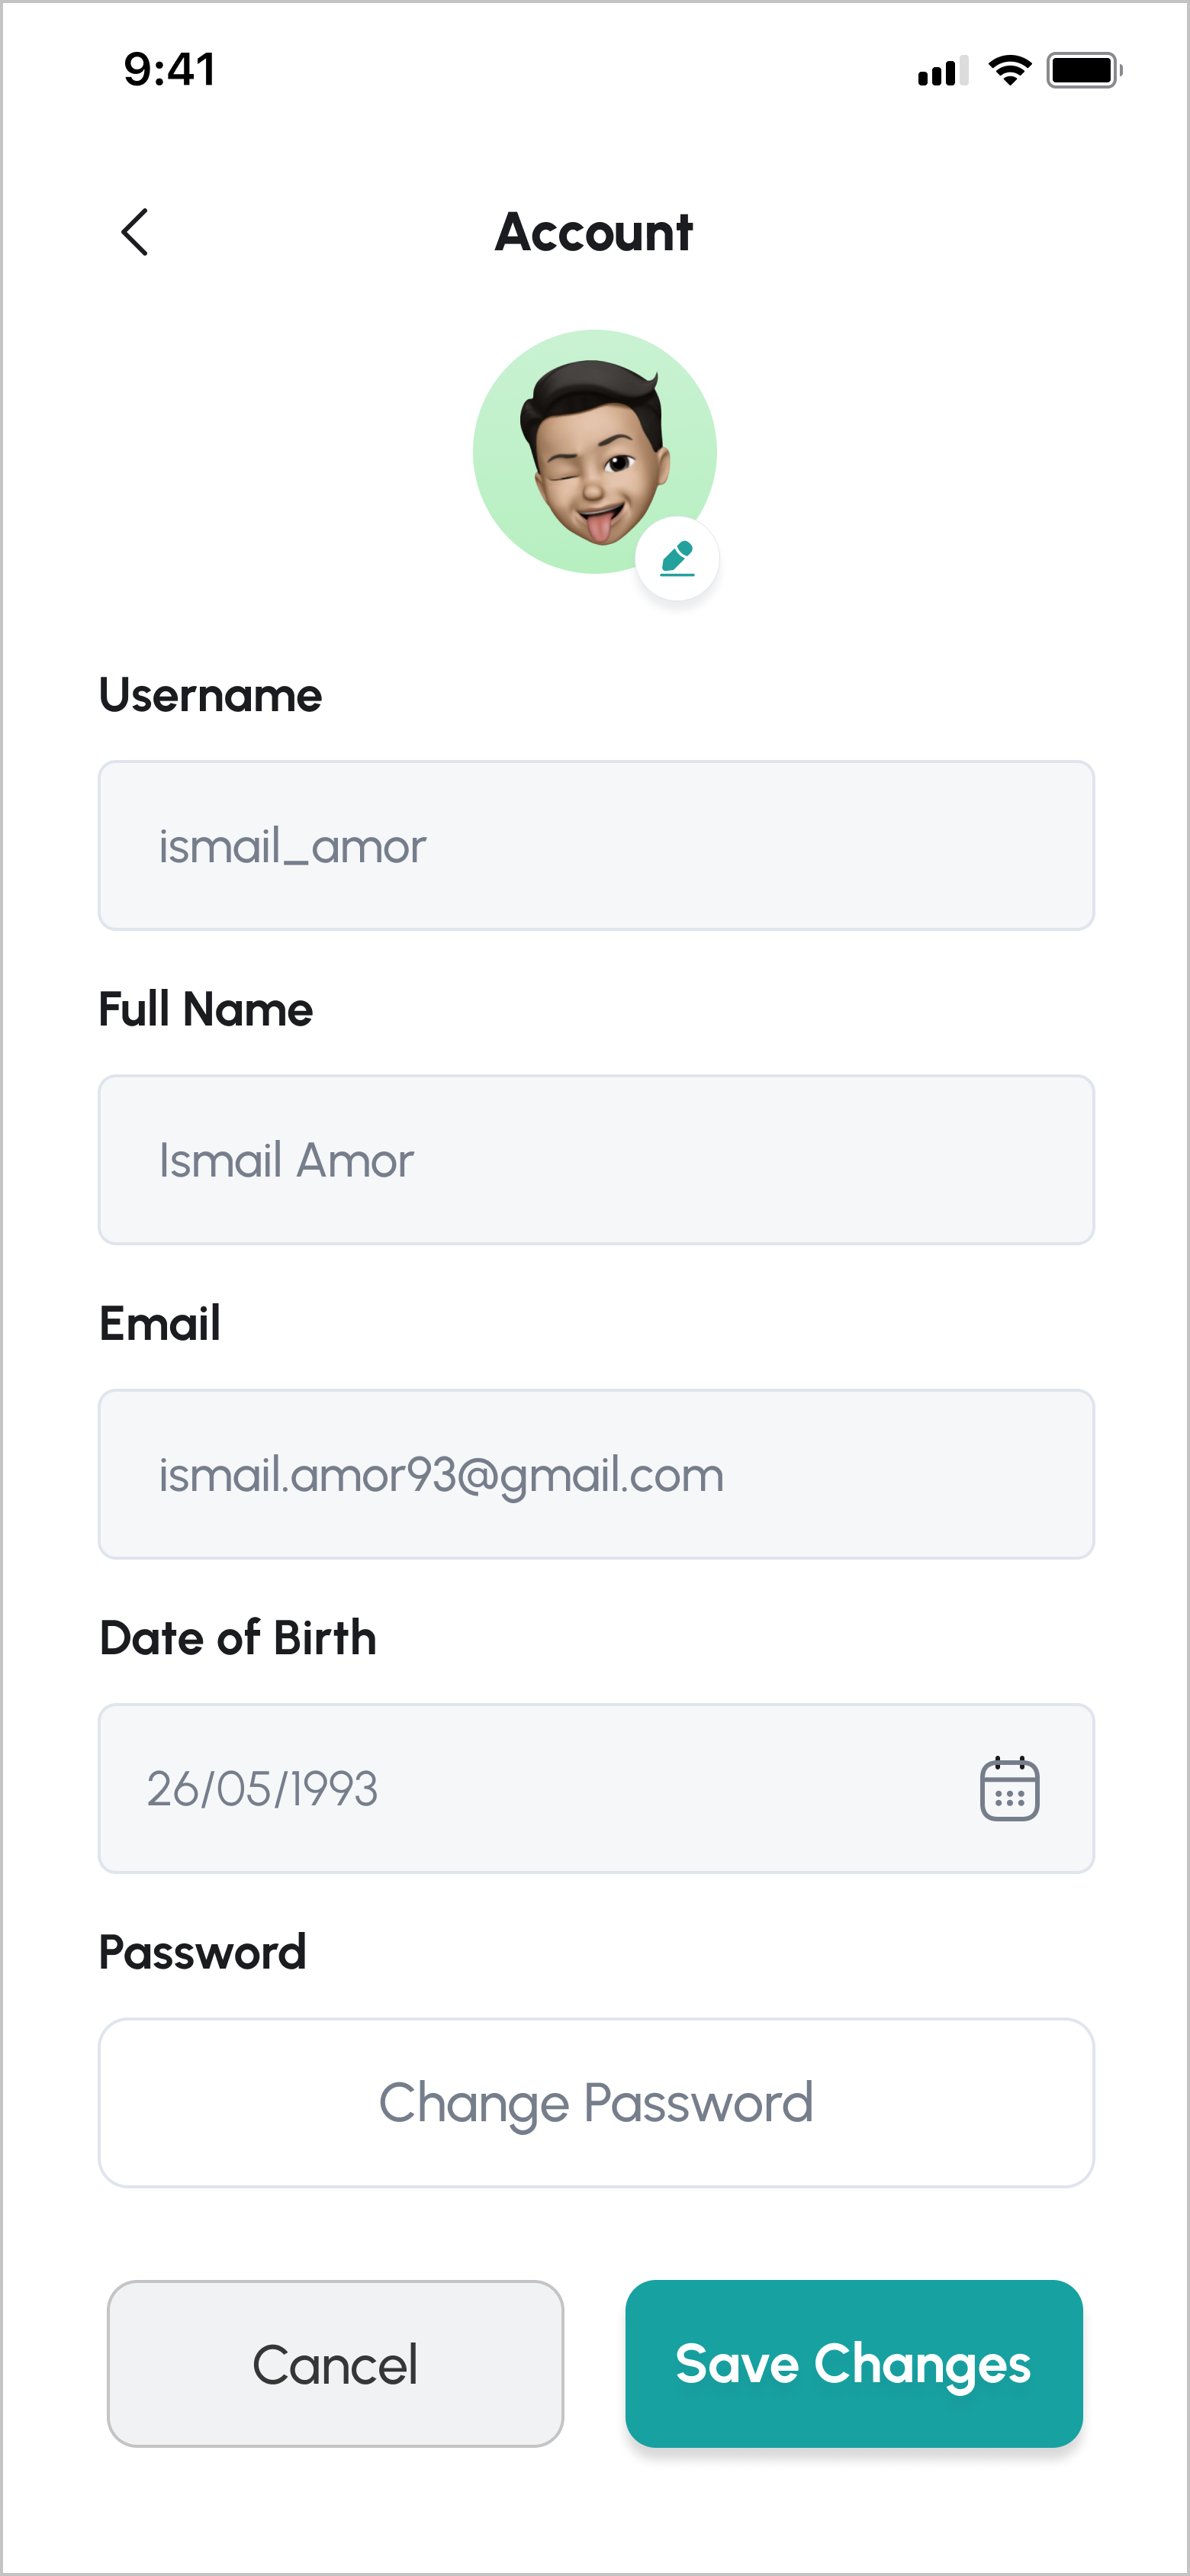 9:41
Account
Username
ismail_amor
Full Name
Ismail Amor
Email
ismail.amor93@gmail.com
Date of Birth
26/05/1993
Password
Change Password
Cancel
Save Changes